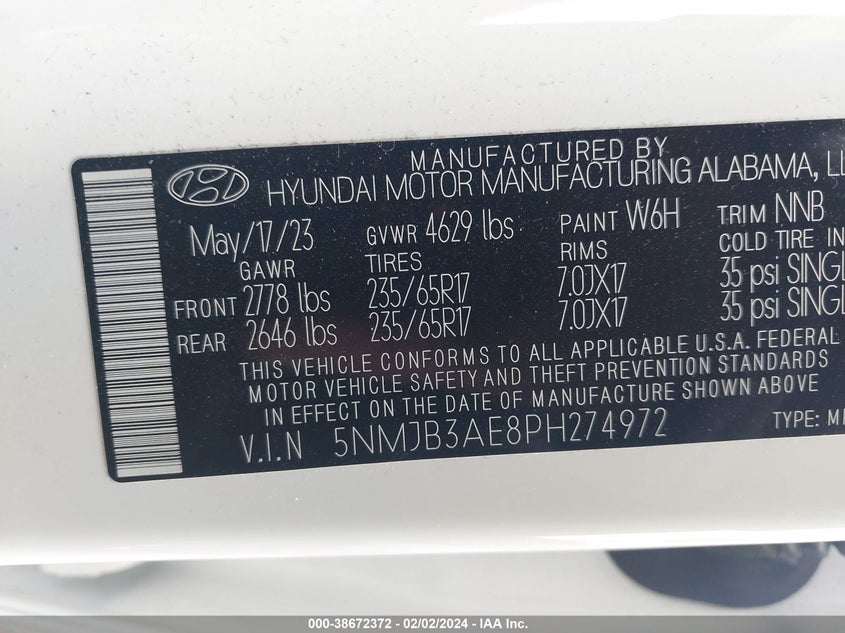 MANUFACTURED BY
HYUNDAI MOTOR MANUFACTURING ALABAMA, LL
May/17/23 GVWR 4629 lbs PAINT W6H TRIM NNB
GAWR TIRES RIMS COLD TIRE IN
FRONT 2778 lbs 235/65R17 7.0JX17 35 psi SINGL
REAR 2646 lbs 235/65R17 7.0JX17 35 psi SINGL
THIS VEHICLE CONFORMS TO ALL APPLICABLE U.S.A. FEDERAL
MOTOR VEHICLE SAFETY AND THEFT PREVENTION STANDARDS
IN EFFECT ON THE DATE OF MANUFACTURE SHOWN ABOVE
V.I.N 5NMJB3AE8PH274972 TYPE:
000-38672372 - 02/02/2024 - IAA Inc.